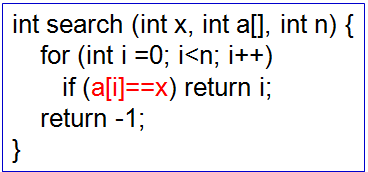 int search (int x, int a[], int n) {
for (int i =0; i<n; i++)
if (a[i]==x) return i;
return -1;
}